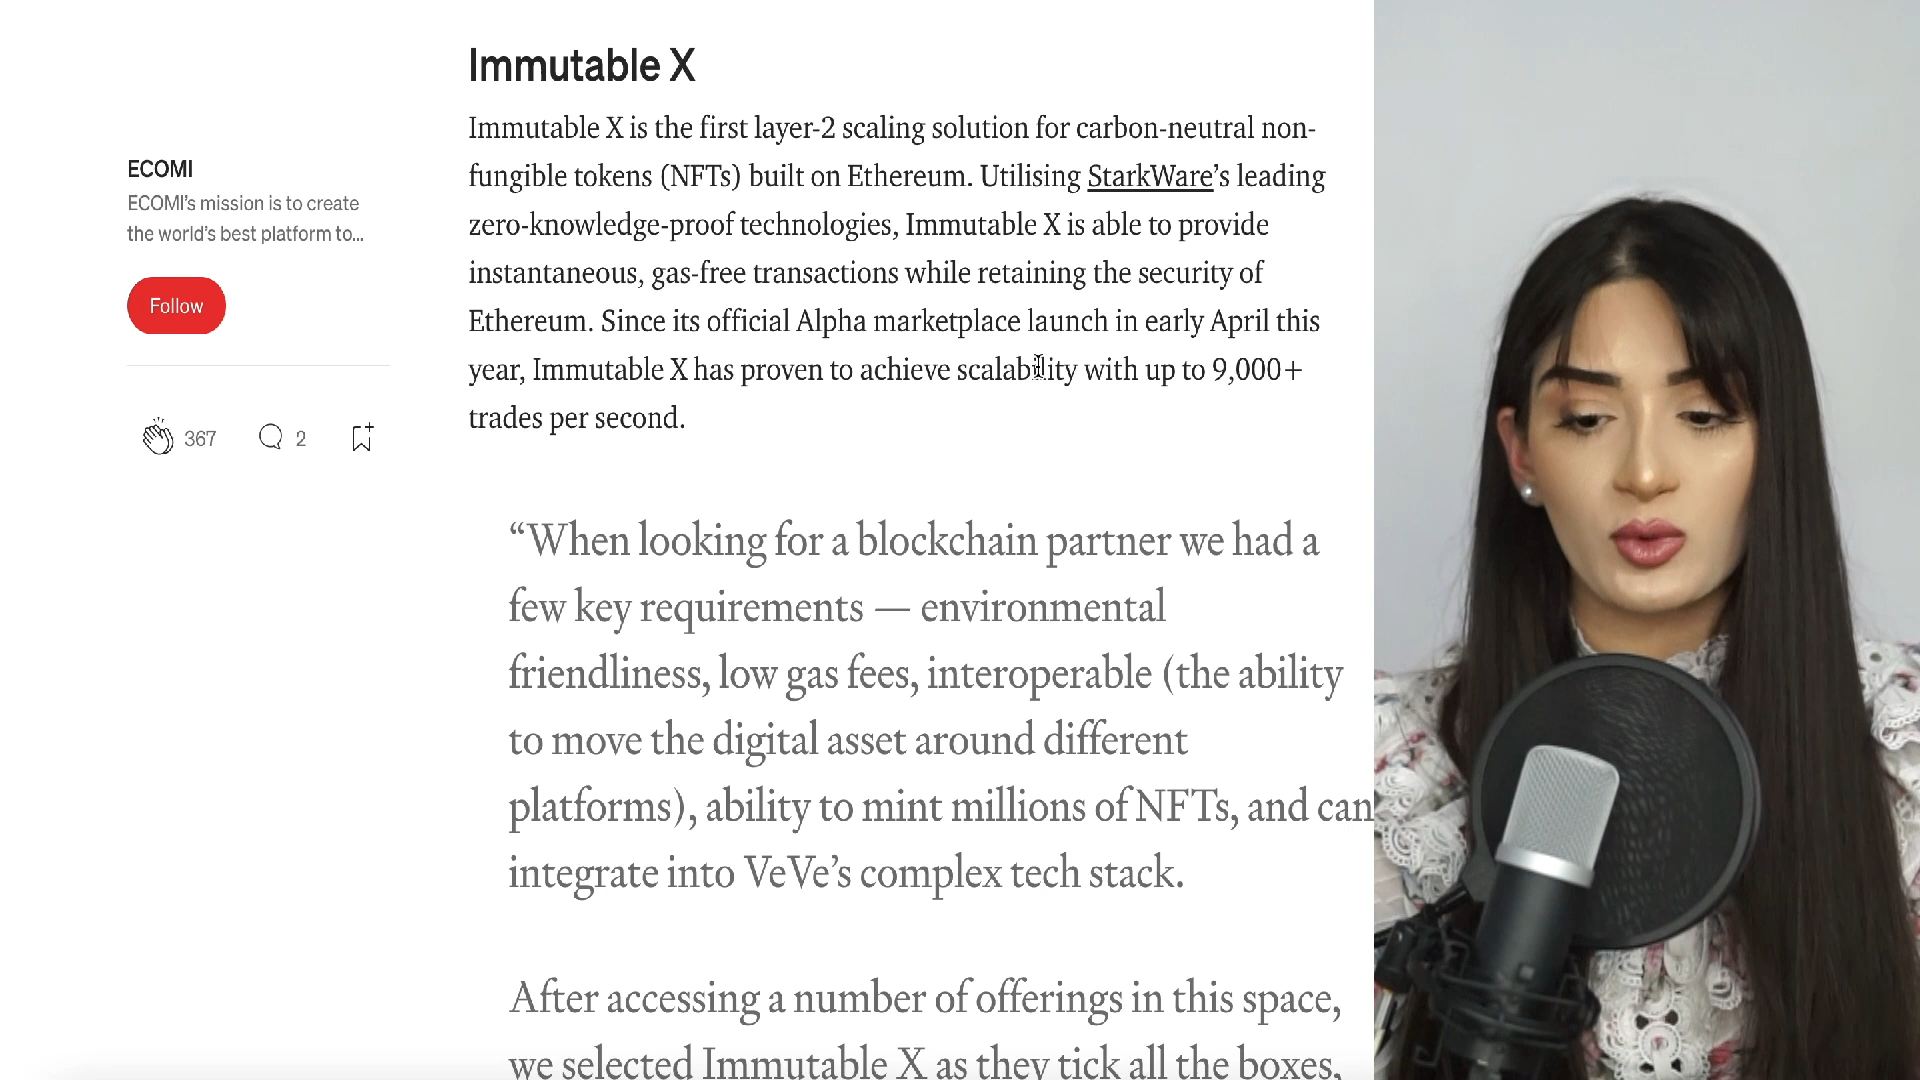 Immutable X
Immutable X is the first layer-2 scaling solution for carbon-neutral non-
fungible tokens (NFTs) built on Ethereum. Utilising StarkWare’s leading
zero-knowledge-proof technologies, Immutable X is able to provide
instantaneous, gas-free transactions while retaining the security of
Ethereum. Since its official Alpha marketplace launch in early April this
year, Immutable X has proven to achieve scalability with up to 9,000+
trades per second.
ECOMI
ECOMI’s mission is to create
the world’s best platform to...
Follow
367
2
“When looking for a blockchain partner we had a
few key requirements — environmental
friendliness, low gas fees, interoperable (the ability
to move the digital asset around different
platforms), ability to mint millions of NFTs, and can
integrate into VeVe’s complex tech stack.
After accessing a number of offerings in this space,
we selected Immutable X as they tick all the boxes,